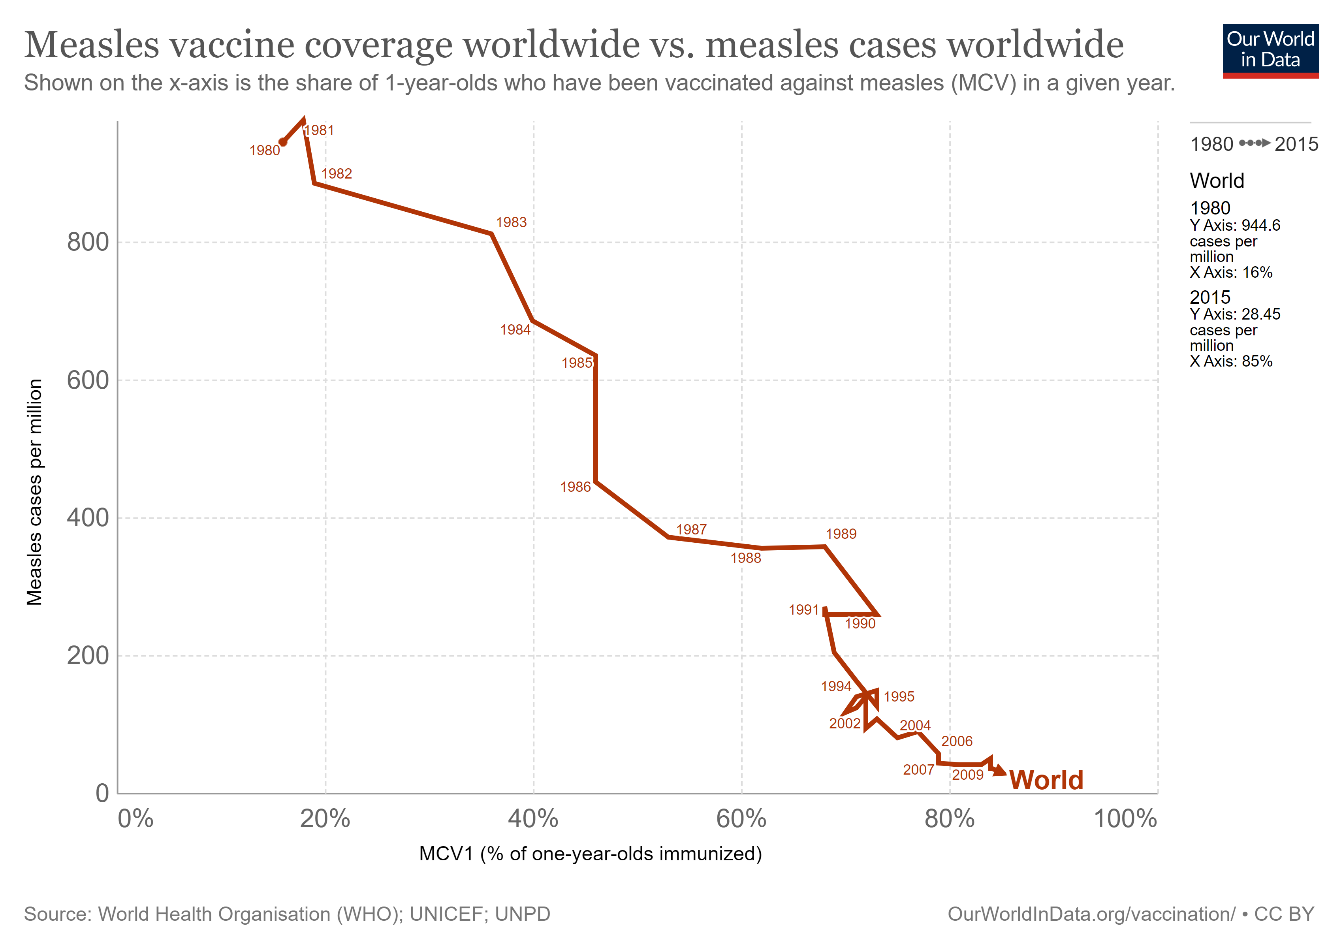 Measles vaccine coverage worldwide vs. measles cases worldwide
Shown on the x-axis is the share of 1-year-olds who have been vaccinated against measles (MCV) in a given year.
Our World
in Data
1980
2015
World
1980
Y Axis: 944.6
cases per
million
X Axis: 16%
2015
Y Axis: 28.45
cases per
million
X Axis: 85%
Measles cases per million
800
600
400
200
0
1980
1981
1982
1983
1984
1985
1986
1987
1988
1989
1990
1991
1994
1995
2002
2004
2006
2007
2009
World
0%
20%
40%
60%
80%
100%
MCV1 (% of one-year-olds immunized)
Source: World Health Organisation (WHO); UNICEF; UNPD
OurWorldInData.org/vaccination/ • CC BY